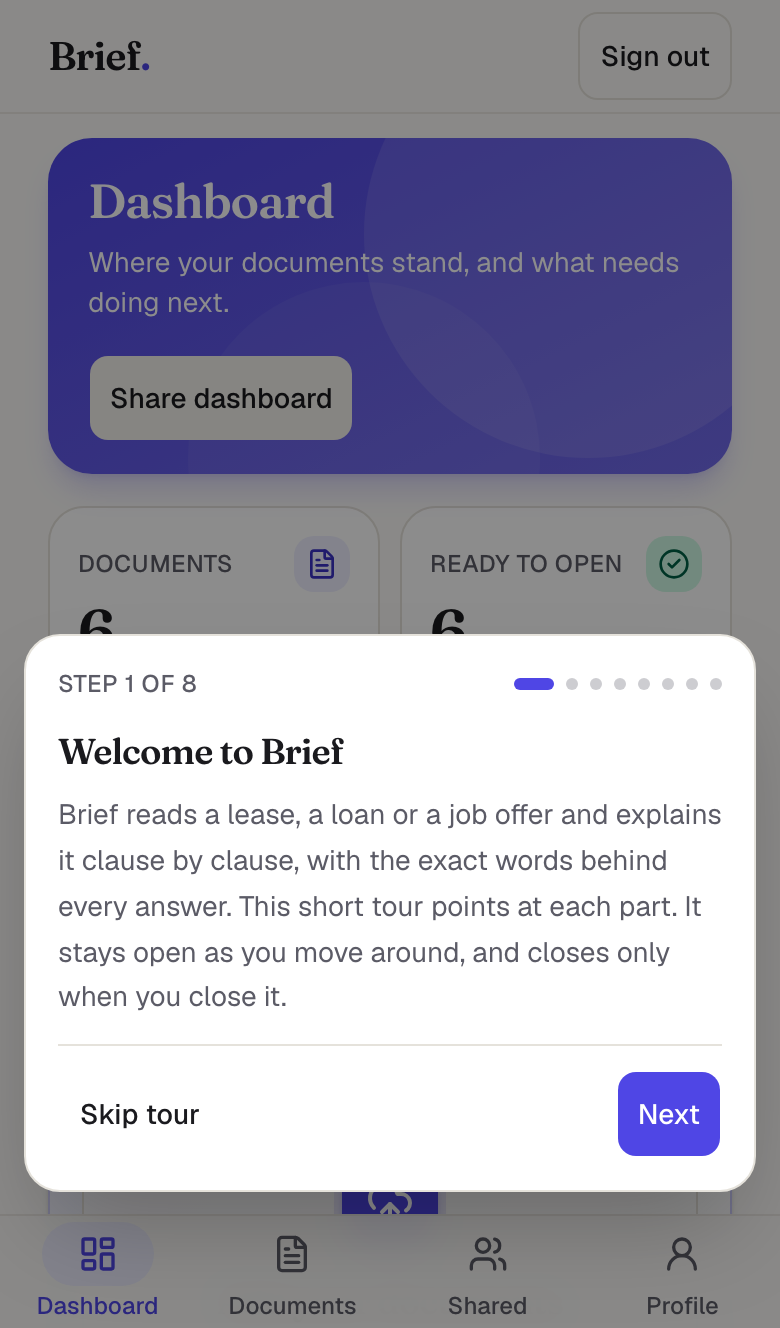 Brief.
Sign out
Dashboard
Where your documents stand, and what needs
doing next.
Share dashboard
DOCUMENTS
READY TO OPEN
6
6
STEP 1 OF 8
Welcome to Brief
Brief reads a lease, a loan or a job offer and explains
it clause by clause, with the exact words behind
every answer. This short tour points at each part. It
stays open as you move around, and closes only
when you close it.
Skip tour
Next
Dashboard
Documents
Shared
Profile